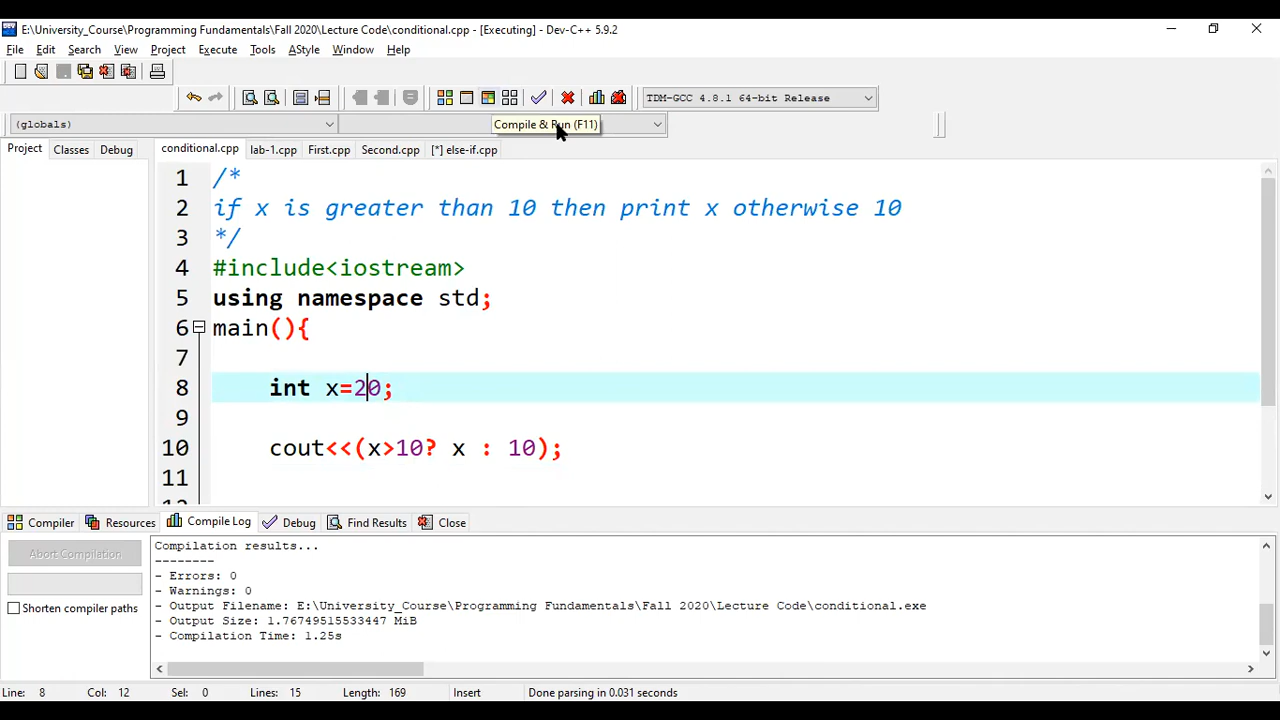 E:\University_Course\Programming Fundamentals\Fall 2020\Lecture Code\conditional.cpp - [Executing] - Dev-C++ 5.9.2
File Edit Search View Project Execute Tools AStyle Window Help
TDM-GCC 4.8.1 64-bit Release
(globals)
Compile & Run (F11)
Project Classes Debug conditional.cpp lab-1.cpp First.cpp Second.cpp [*] else-if.cpp
1 /*
2 if x is greater than 10 then print x otherwise 10
3 */
4 #include<iostream>
5 using namespace std;
6 main(){
7
8 int x=20;
9
10 cout<<(x>10? x : 10);
11
12
Compiler Resources Compile Log Debug Find Results Close
Abort Compilation
Shorten compiler paths
Compilation results...
--------
- Errors: 0
- Warnings: 0
- Output Filename: E:\University_Course\Programming Fundamentals\Fall 2020\Lecture Code\conditional.exe
- Output Size: 1.76749515533447 MiB
- Compilation Time: 1.25s
Line: 8 Col: 12 Sel: 0 Lines: 15 Length: 169 Insert Done parsing in 0.031 seconds